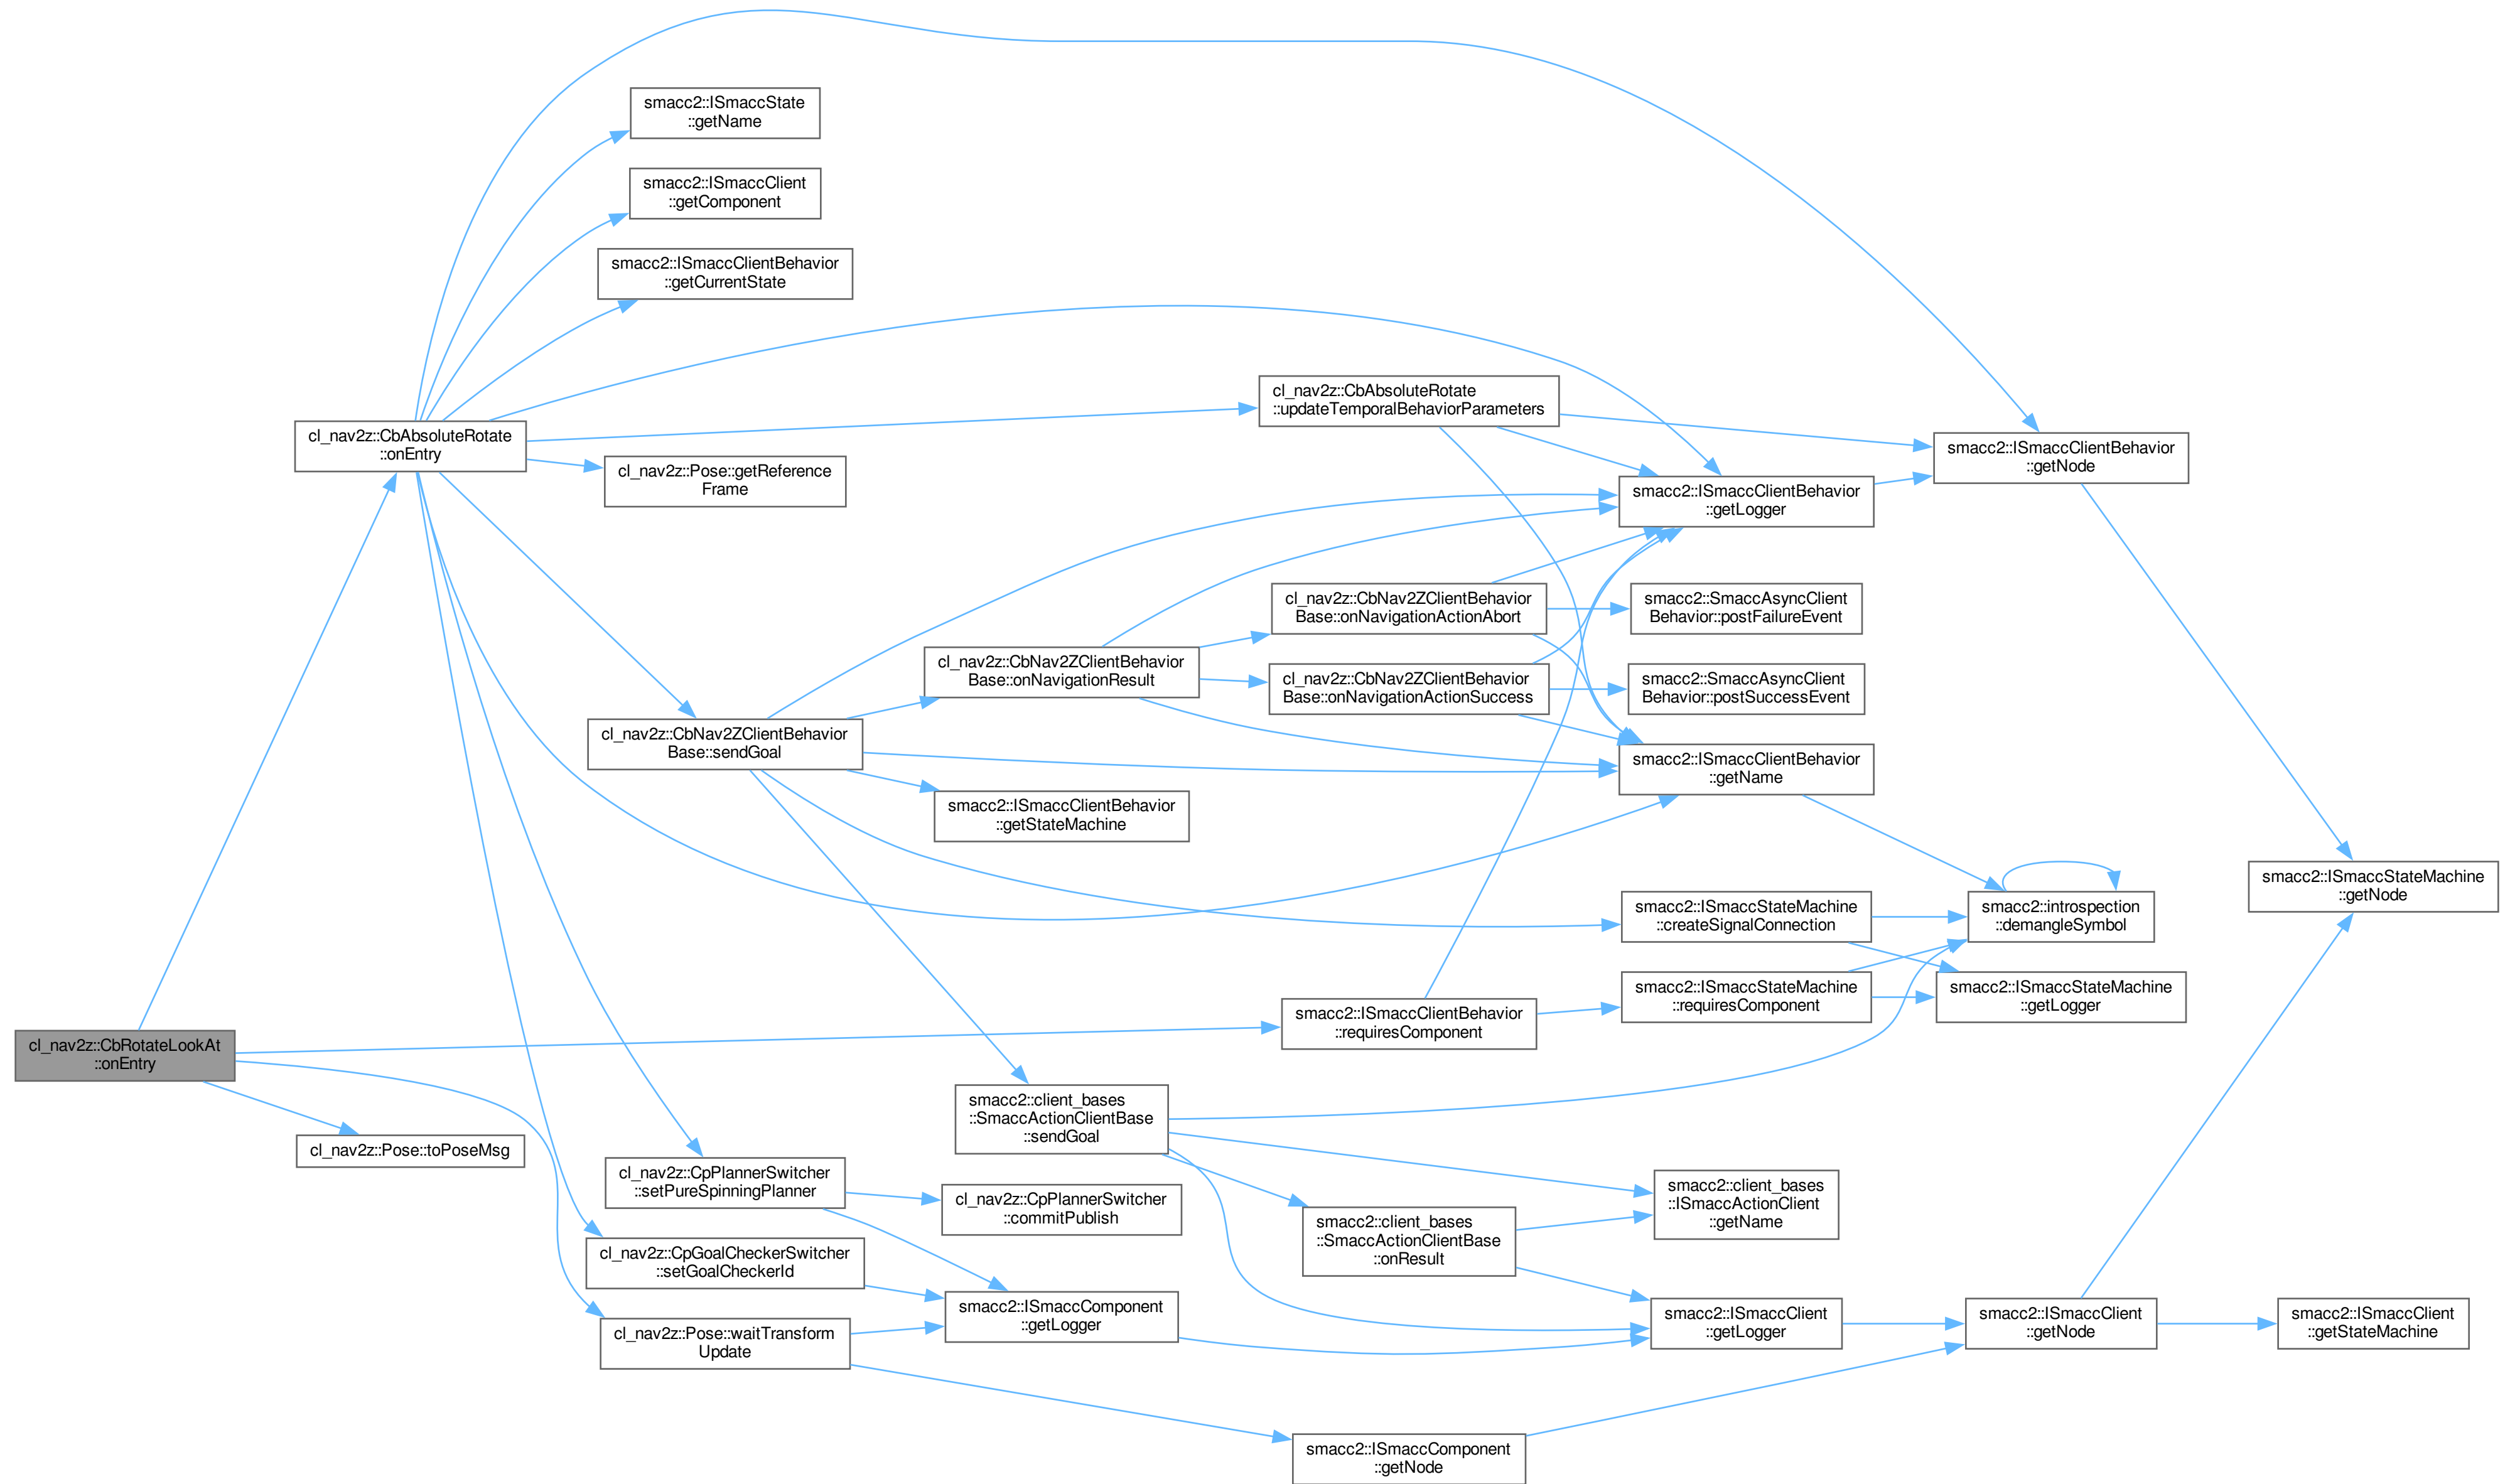 smacc2::ISmaccState
::getName
smacc2::ISmaccClient
::getComponent
smacc2::ISmaccClientBehavior
::getCurrentState
cl_nav2z::CbAbsoluteRotate
::updateTemporalBehaviorParameters
cl_nav2z::CbAbsoluteRotate
::onEntry
smacc2::ISmaccClientBehavior
::getNode
cl_nav2z::Pose::getReference
Frame
smacc2::ISmaccClientBehavior
::getLogger
cl_nav2z::CbNav2ZClientBehavior
Base::onNavigationActionAbort
smacc2::SmaccAsyncClient
Behavior::postFailureEvent
cl_nav2z::CbNav2ZClientBehavior
Base::onNavigationResult
cl_nav2z::CbNav2ZClientBehavior
Base::onNavigationActionSuccess
smacc2::SmaccAsyncClient
Behavior::postSuccessEvent
cl_nav2z::CbNav2ZClientBehavior
Base::sendGoal
smacc2::ISmaccClientBehavior
::getName
smacc2::ISmaccClientBehavior
::getStateMachine
smacc2::ISmaccStateMachine
::getNode
smacc2::ISmaccStateMachine
::createSignalConnection
smacc2::introspection
::demangleSymbol
smacc2::ISmaccStateMachine
::requiresComponent
smacc2::ISmaccStateMachine
::getLogger
smacc2::ISmaccClientBehavior
::requiresComponent
cl_nav2z::CbRotateLookAt
::onEntry
smacc2::client_bases
::SmaccActionClientBase
::sendGoal
cl_nav2z::Pose::toPoseMsg
cl_nav2z::CpPlannerSwitcher
::setPureSpinningPlanner
cl_nav2z::CpPlannerSwitcher
::commitPublish
smacc2::client_bases
::ISmaccActionClient
::getName
smacc2::client_bases
::SmaccActionClientBase
::onResult
cl_nav2z::CpGoalCheckerSwitcher
::setGoalCheckerId
smacc2::ISmaccComponent
::getLogger
smacc2::ISmaccClient
::getLogger
smacc2::ISmaccClient
::getNode
smacc2::ISmaccClient
::getStateMachine
cl_nav2z::Pose::waitTransform
Update
smacc2::ISmaccComponent
::getNode